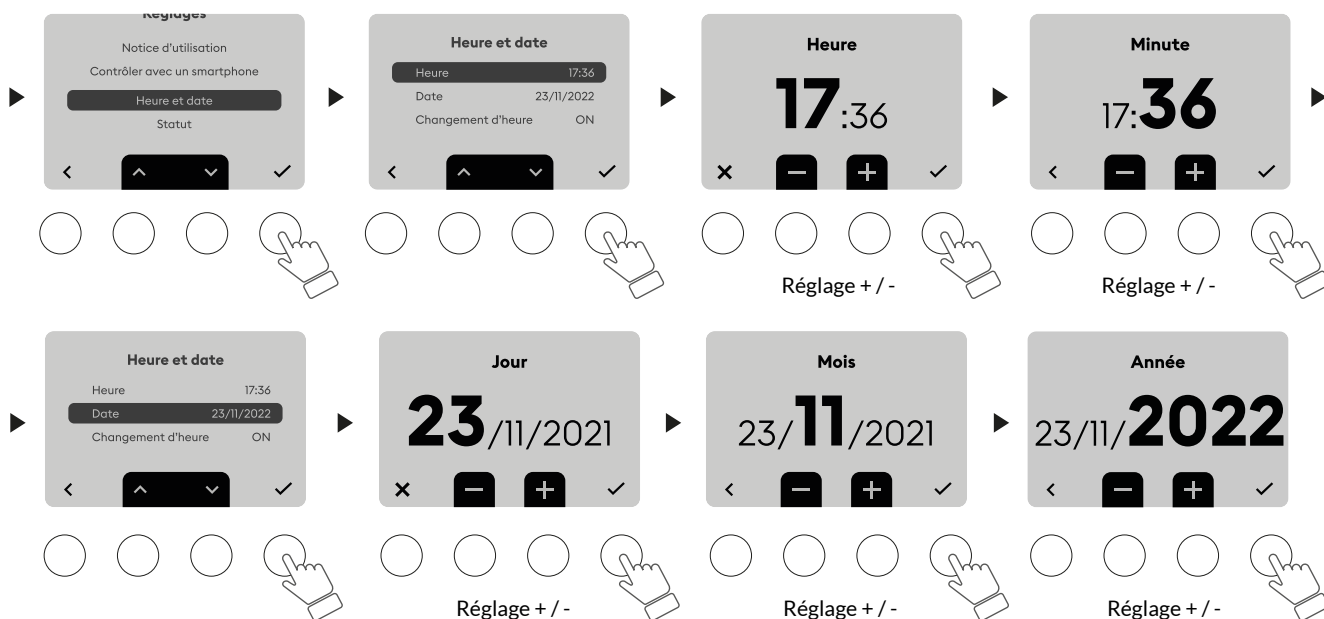 Réglages
Notice d'utilisation
Contrôler avec un smartphone
Heure et date
Statut
Heure et date
Heure 17:36
Date 23/11/2022
Changement d'heure ON
Heure
17:36
Réglage + / -
Minute
17:36
Réglage + / -
Heure et date
Heure 17:36
Date 23/11/2022
Changement d'heure ON
Jour
23/11/2021
Réglage + / -
Mois
23/11/2021
Réglage + / -
Année
23/11/2022
Réglage + / -